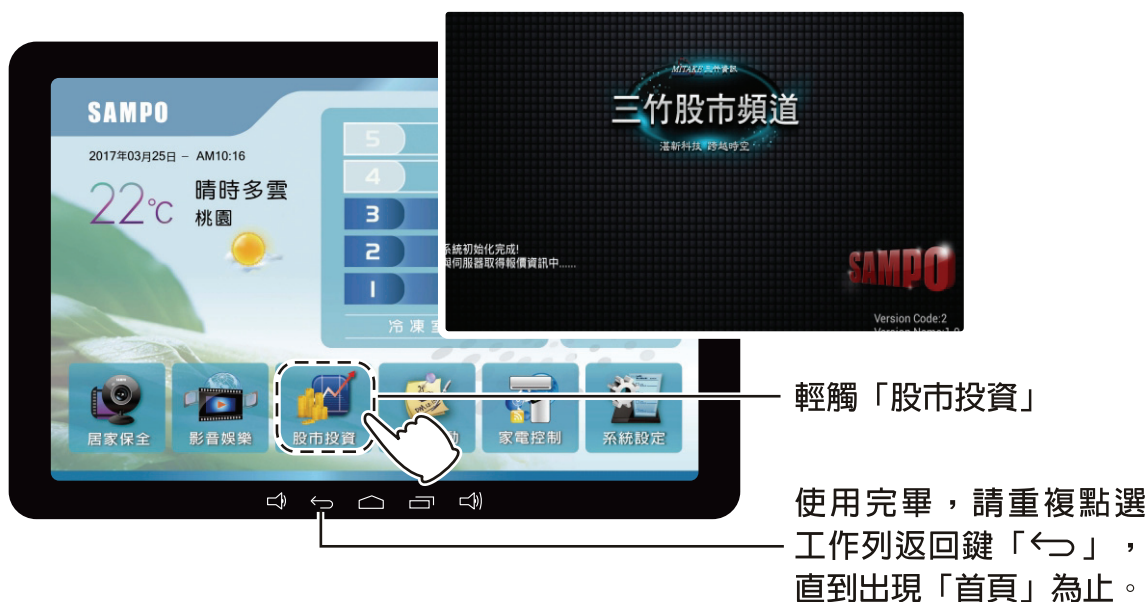 MITAKE 三竹資訊
三竹股市頻道
湛新科技 跨越時空
系統初始化完成!
與伺服器取得報價資訊中......
SAMPO
Version Code:2
SAMPO
2017年03月25日 - AM10:16
22°C
晴時多雲
桃園
5
4
3
2
1
冷凍
居家保全
影音娛樂
股市投資
家電控制
系統設定
輕觸「股市投資」
使用完畢，請重複點選
工作列返回鍵「」，
直到出現「首頁」為止。